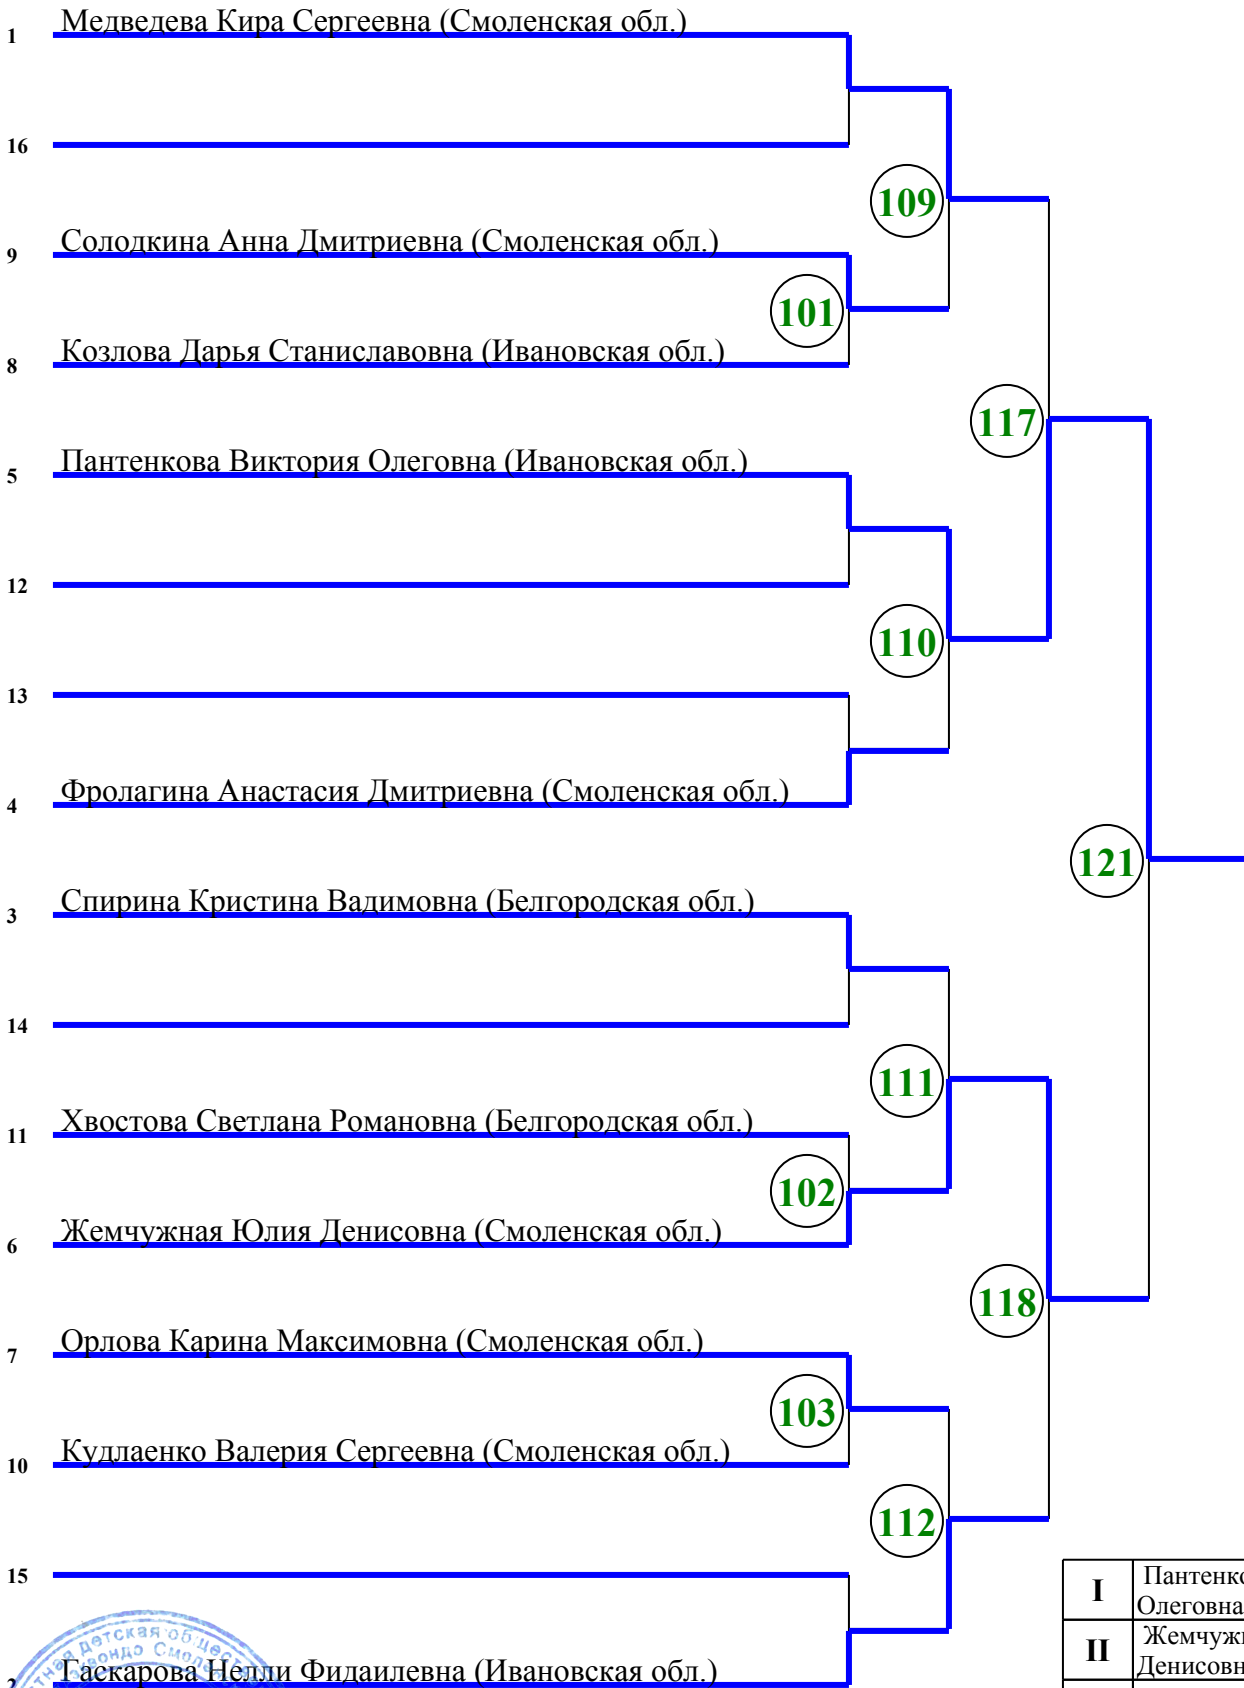 1 Медведева Кира Сергеевна (Смоленская обл.)
16
109
9 Солодкина Анна Дмитриевна (Смоленская обл.)
101
8 Козлова Дарья Станиславовна (Ивановская обл.)
117
5 Пантенкова Виктория Олеговна (Ивановская обл.)
12
110
13
4 Фролагина Анастасия Дмитриевна (Смоленская обл.)
121
3 Спирина Кристина Вадимовна (Белгородская обл.)
14
111
11 Хвостова Светлана Романовна (Белгородская обл.)
102
6 Жемчужная Юлия Денисовна (Смоленская обл.)
118
7 Орлова Карина Максимовна (Смоленская обл.)
103
10 Кудлаенко Валерия Сергеевна (Смоленская обл.)
112
15
I Пантенко
Олеговна
II Жемчужн
Денисовн
детская
2 Гаскарова Нелли Фидаилевна (Ивановская обл.)